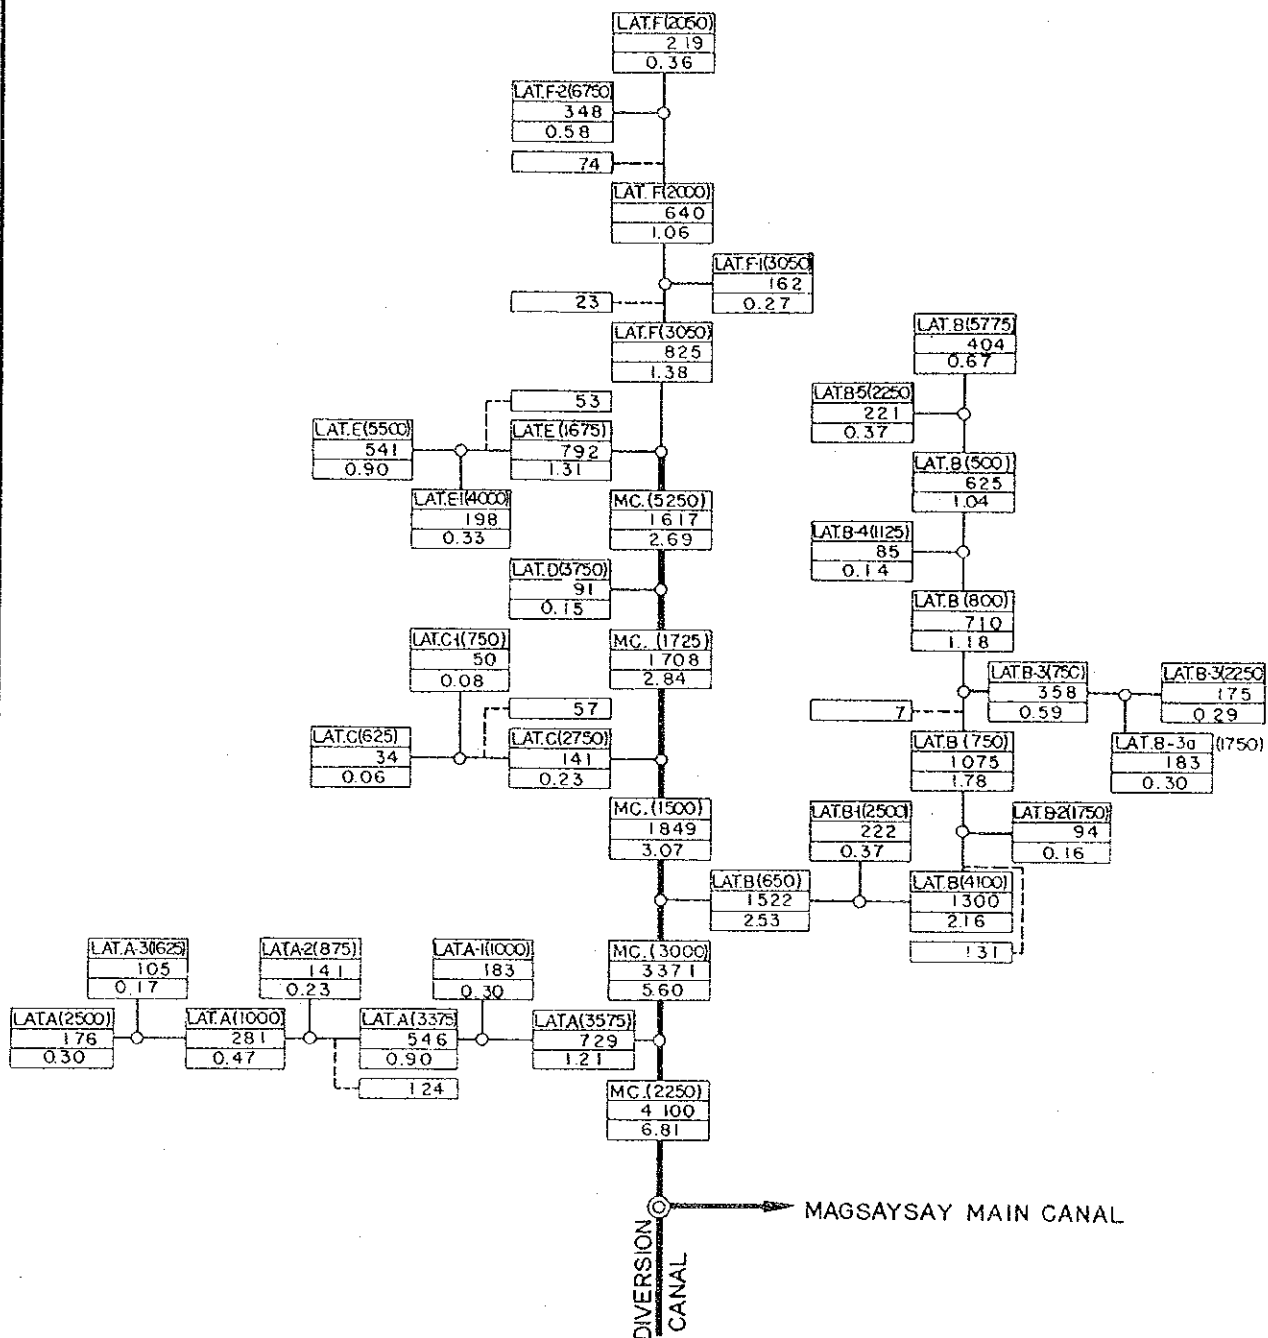 LAT.F(2050)
219
0.36
LAT.F-2(6750)
348
0.58
74
LAT. F(2000)
640
1.06
LAT.F-1(3050)
162
0.27
23
LAT.F(3050)
825
1.38
LAT.B(5775)
404
0.67
53
LAT.B-5(2250)
221
0.37
LAT.E(5500)
541
0.90
LAT.E(1675)
792
1.31
LAT.B(500)
625
1.04
LAT.E1(4000)
198
0.33
MC.(5250)
1617
2.69
LAT.B-4(1125)
85
0.14
LAT.D(3750)
91
0.15
LAT.B(800)
710
1.18
LAT.C-1(750)
50
0.08
MC.(1725)
1708
2.84
LAT.B-3(750)
358
0.59
LAT.B-3(2250)
175
0.29
57
7
LAT.C(625)
34
0.06
LAT.C(2750)
141
0.23
LAT.B(750)
1075
1.78
LAT.B-3a (1750)
183
0.30
MC.(1500)
1849
3.07
LAT.B-1(2500)
222
0.37
LAT.B-2(1750)
94
0.16
LAT.B(650)
1522
2.53
LAT.B(4100)
1300
2.16
131
LAT.A-3(1625)
105
0.17
LAT.A-2(875)
141
0.23
LAT.A-1(1000)
183
0.30
MC.(3000)
3371
5.60
LAT.A(2500)
176
0.30
LAT.A(1000)
281
0.47
LAT.A(3375)
546
0.90
LAT.A(3575)
729
1.21
124
MC.(2250)
4100
6.81
MAGSAYSAY MAIN CANAL
DIVERSION
CANAL